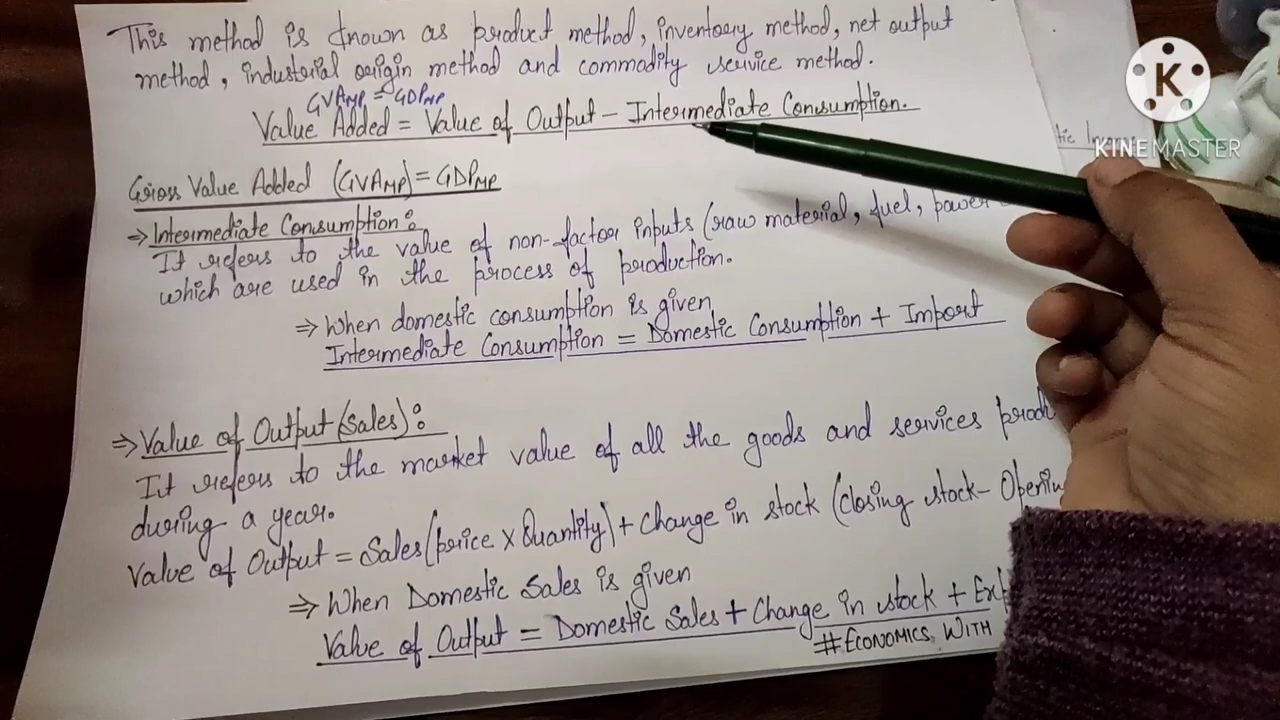 This method is known as product method, inventory method, net output
method, industrial origin method and commodity service method.
GVAMP = GDPMP
Value Added = Value of Output - Intermediate Consumption.
Gross Value Added (GVAMP) = GDPMP
⇒ Intermediate Consumption:
It refers to the value of non-factor inputs (raw material, fuel, power
which are used in the process of production.
⇒ When domestic consumption is given
Intermediate Consumption = Domestic Consumption + Import
⇒ Value of Output (Sales):
It refers to the market value of all the goods and services
during a year.
Value of Output = Sales (price × Quantity) + Change in stock (closing stock -
⇒ When Domestic Sales is given
Value of Output = Domestic Sales + Change in stock +
#ECONOMICS, WITH
K
KINEMASTER